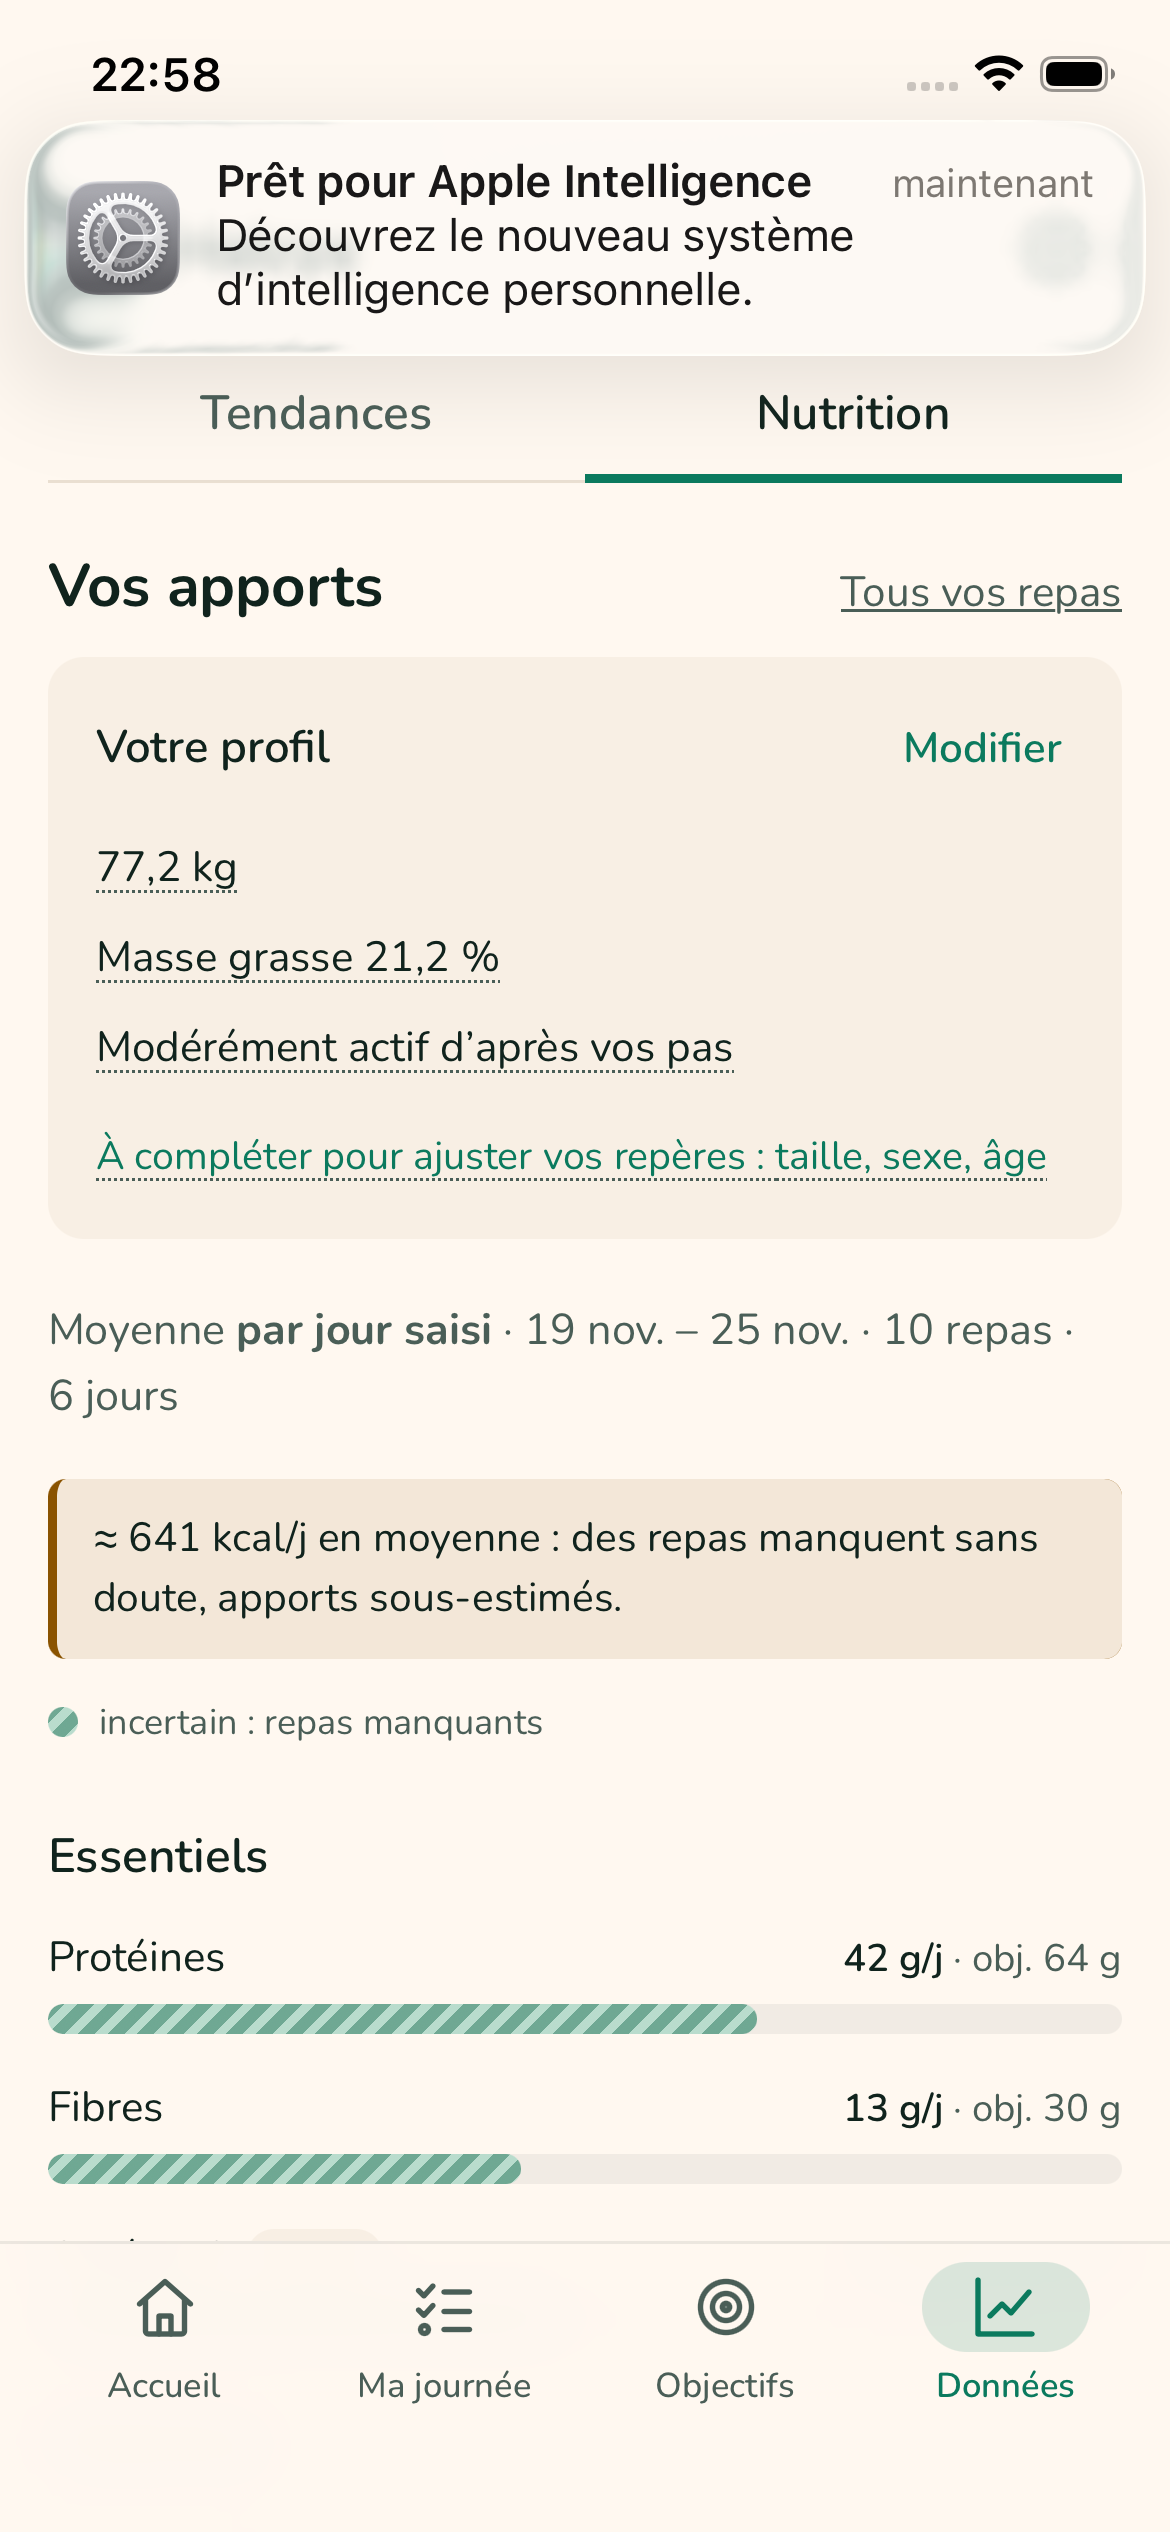 22:58
Prêt pour Apple Intelligence
maintenant
Découvrez le nouveau système
d’intelligence personnelle.
Tendances
Nutrition
Vos apports
Tous vos repas
Votre profil
Modifier
77,2 kg
Masse grasse 21,2 %
Modérément actif d’après vos pas
À compléter pour ajuster vos repères : taille, sexe, âge
Moyenne par jour saisi · 19 nov. – 25 nov. · 10 repas ·
6 jours
≈ 641 kcal/j en moyenne : des repas manquent sans
doute, apports sous-estimés.
incertain : repas manquants
Essentiels
Protéines
42 g/j · obj. 64 g
Fibres
13 g/j · obj. 30 g
Accueil
Ma journée
Objectifs
Données